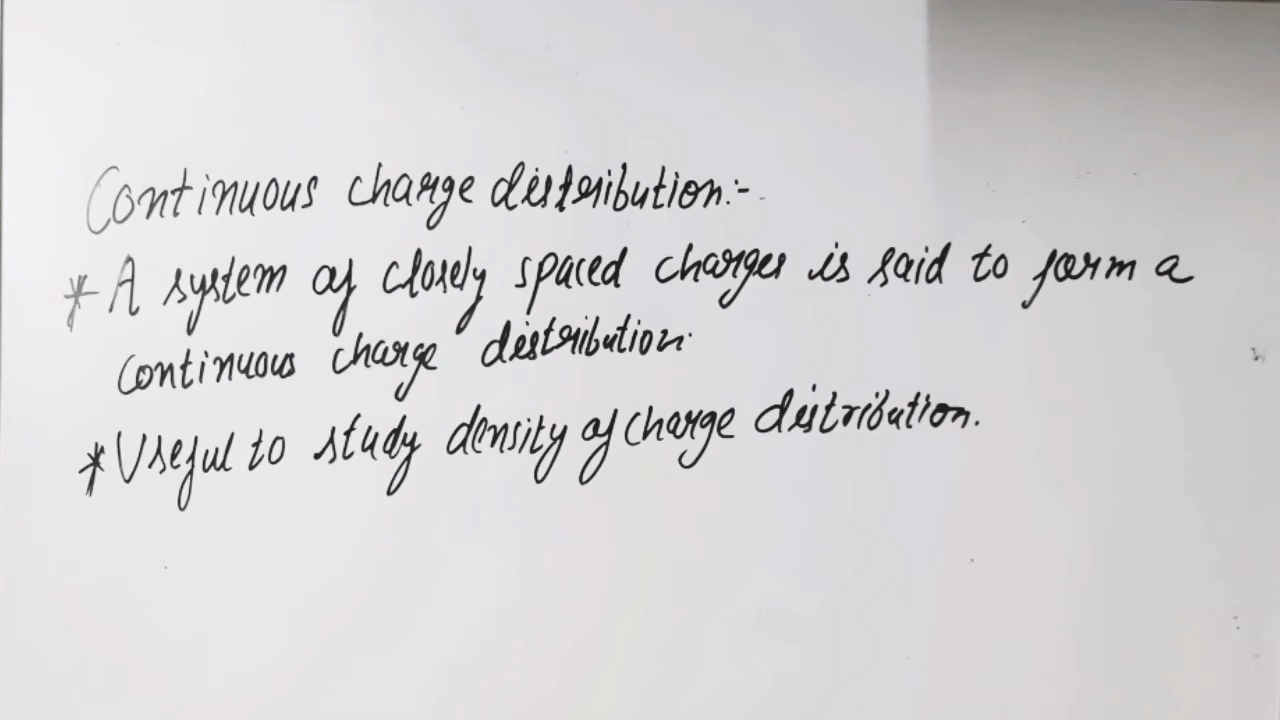 Continuous charge distribution:-
* A system of closely spaced charges is said to form a
continuous charge distribution.
* Useful to study density of charge distribution.